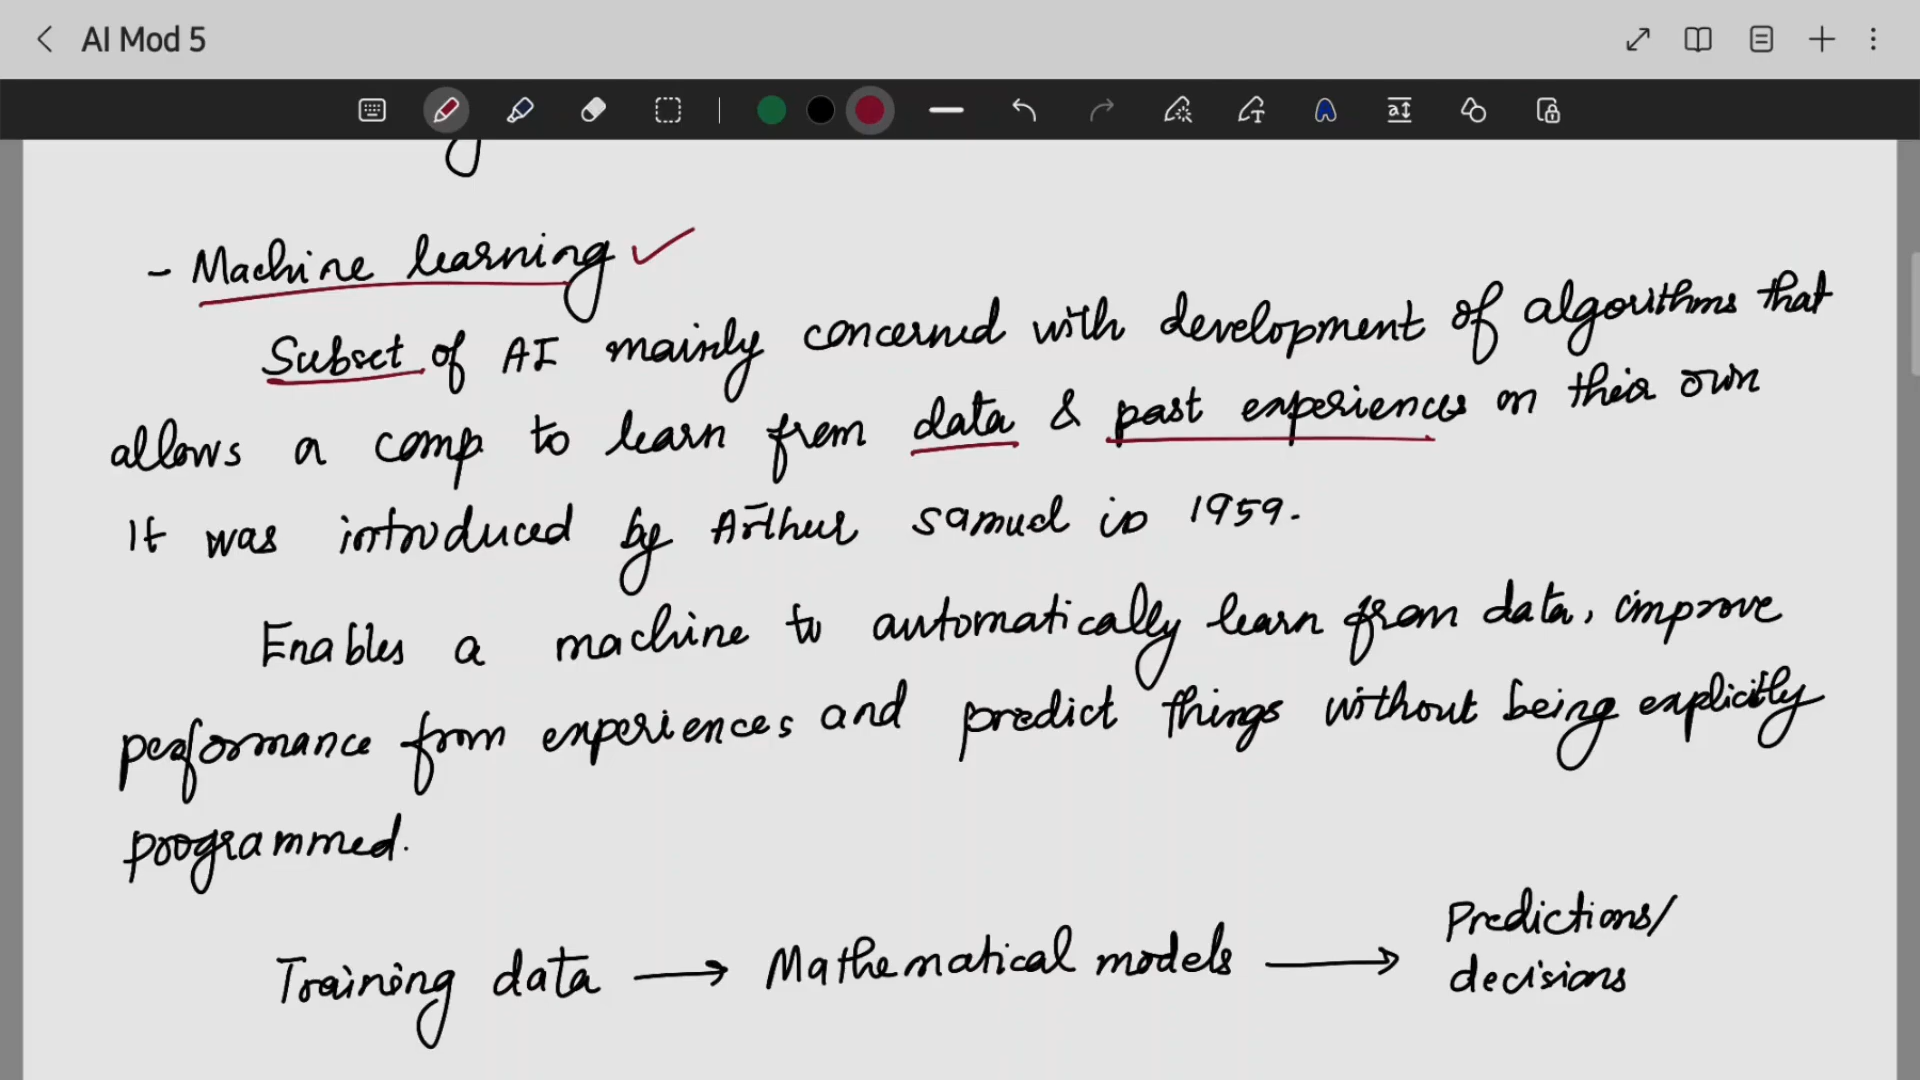 AI Mod 5
- Machine learning
Subset of AI mainly concerned with development of algorithms that
allows a comp to learn from data & past experiences on their own
It was introduced by Arthur Samuel in 1959.
Enables a machine to automatically learn from data, improve
performance from experiences and predict things without being explicitly
programmed.
Training data → Mathematical models → Predictions/
decisions